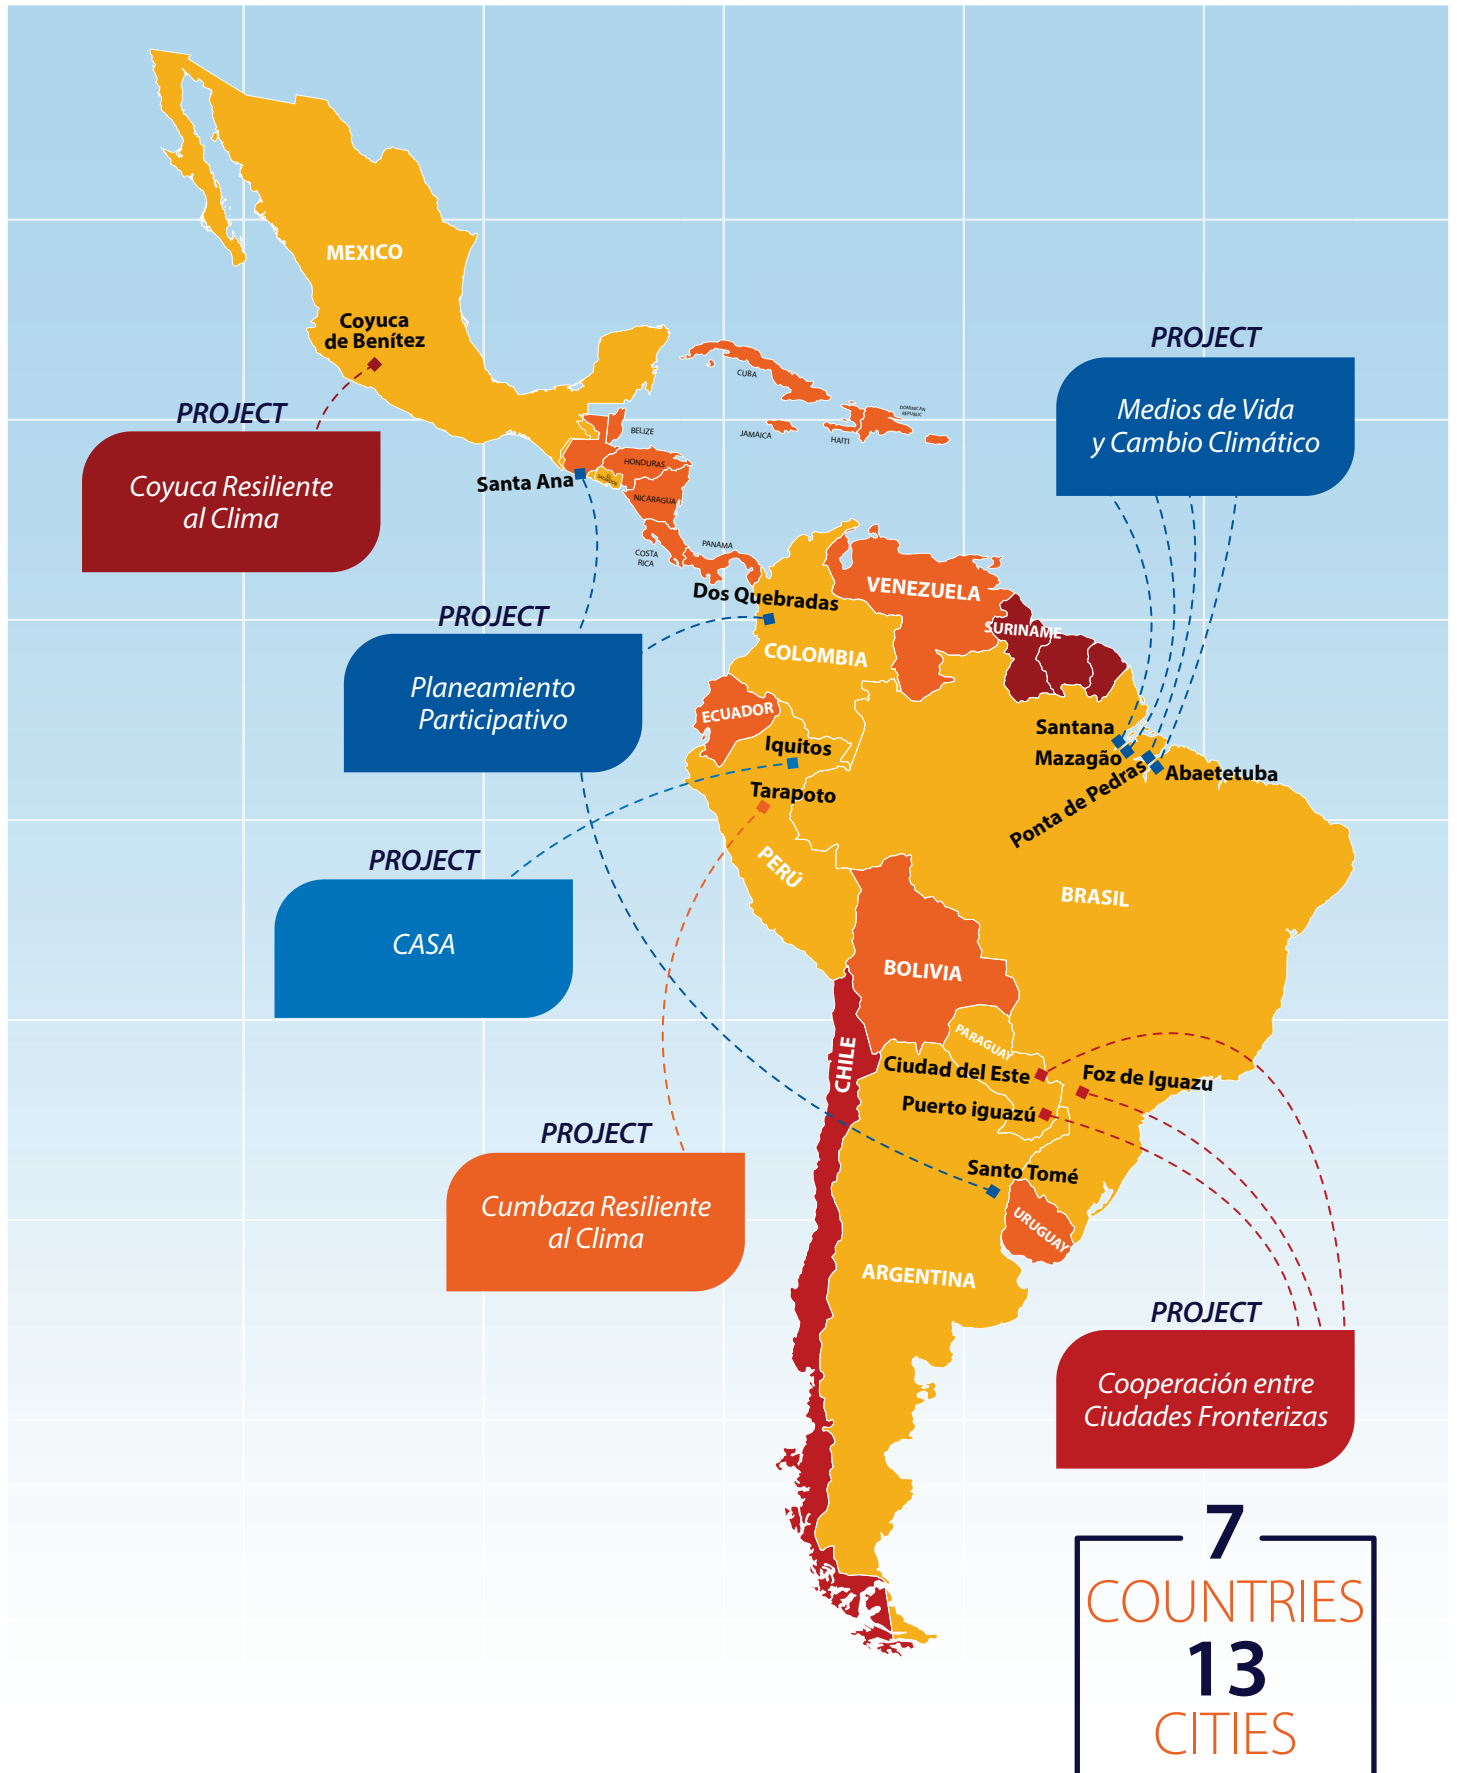 MEXICO
Coyuca
de Benítez
PROJECT
Coyuca Resiliente
al Clima
CUBA
DOMINICAN
REPUBLIC
JAMAICA
HAITI
BELIZE
HONDURAS
Santa Ana
EL
SALVADOR
NICARAGUA
COSTA
RICA
PANAMA
PROJECT
Medios de Vida
y Cambio Climático
PROJECT
Planeamiento
Participativo
Dos Quebradas
VENEZUELA
SURINAME
COLOMBIA
ECUADOR
Iquitos
Tarapoto
PERÚ
Santana
Mazagão
Ponta de Pedras
Abaetetuba
BRASIL
PROJECT
CASA
BOLIVIA
PARAGUAY
CHILE
Ciudad del Este
Foz de Iguazu
Puerto iguazú
Santo Tomé
URUGUAY
ARGENTINA
PROJECT
Cumbaza Resiliente
al Clima
PROJECT
Cooperación entre
Ciudades Fronterizas
7
COUNTRIES
13
CITIES